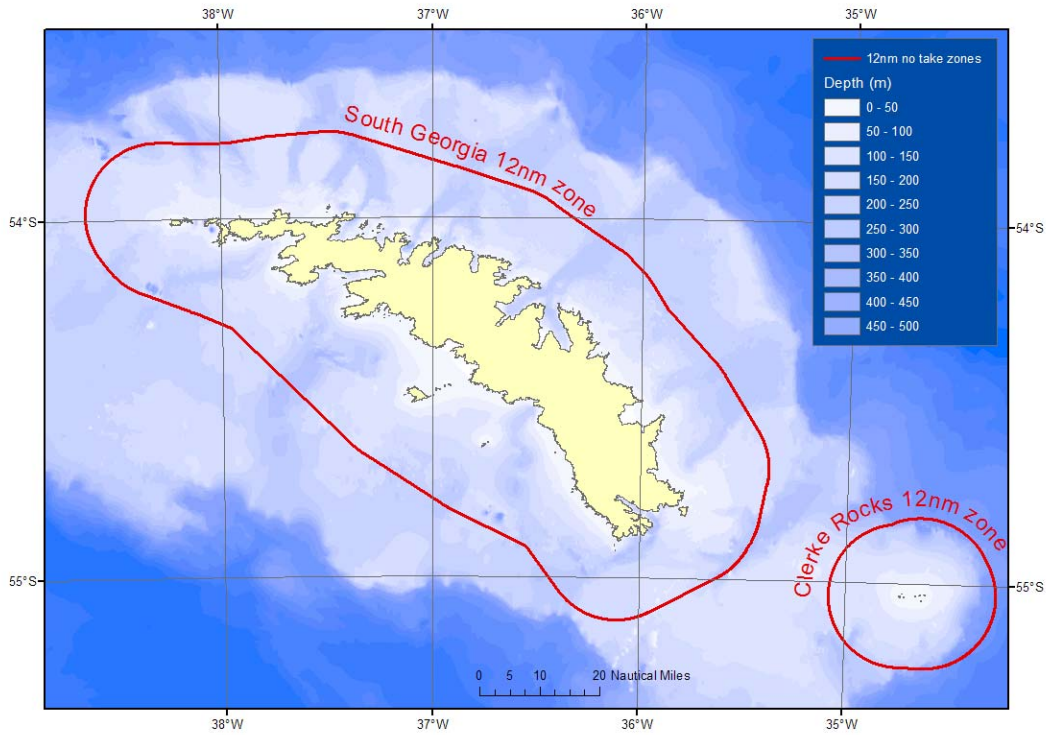 38°W
37°W
36°W
35°W
12nm no take zones
Depth (m)
0 - 50
50 - 100
100 - 150
150 - 200
200 - 250
250 - 300
300 - 350
350 - 400
400 - 450
450 - 500
South Georgia 12nm zone
54°S
54°S
Clerke Rocks 12nm zone
55°S
55°S
0 5 10 20 Nautical Miles
38°W
37°W
36°W
35°W